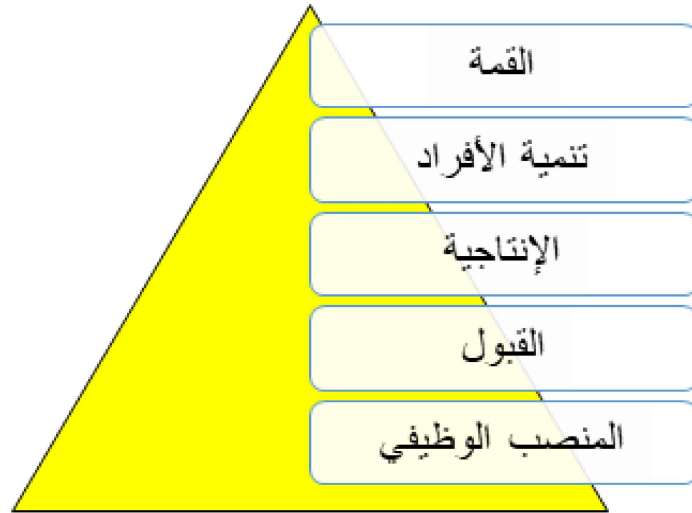 القمة
تنمية الأفراد
الإنتاجية
القبول
المنصب الوظيفي